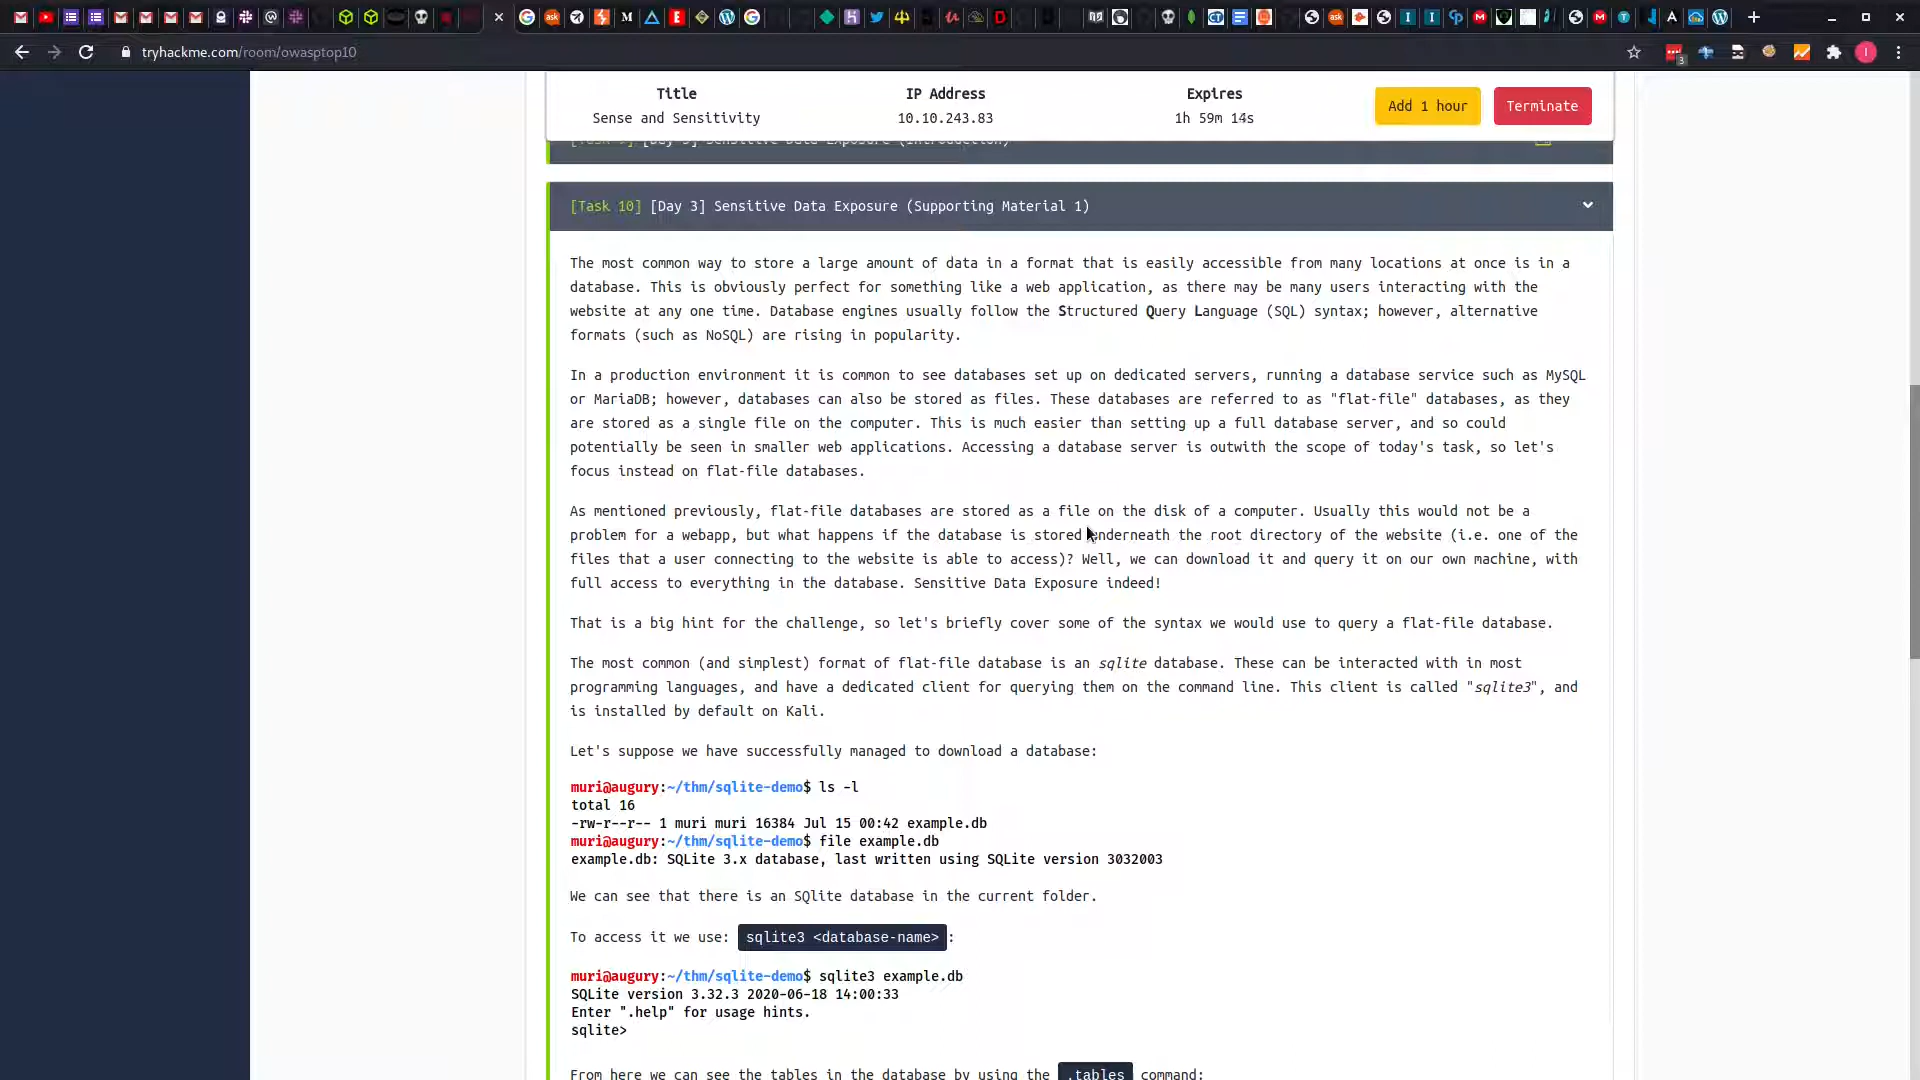 tryhackme.com/room/owasptop10
3
I
Title
IP Address
Expires
Sense and Sensitivity
10.10.243.83
1h 59m 14s
Add 1 hour
Terminate
[Task 10] [Day 3] Sensitive Data Exposure (Supporting Material 1)
The most common way to store a large amount of data in a format that is easily accessible from many locations at once is in a
database. This is obviously perfect for something like a web application, as there may be many users interacting with the
website at any one time. Database engines usually follow the Structured Query Language (SQL) syntax; however, alternative
formats (such as NoSQL) are rising in popularity.
In a production environment it is common to see databases set up on dedicated servers, running a database service such as MySQL
or MariaDB; however, databases can also be stored as files. These databases are referred to as "flat-file" databases, as they
are stored as a single file on the computer. This is much easier than setting up a full database server, and so could
potentially be seen in smaller web applications. Accessing a database server is outwith the scope of today's task, so let's
focus instead on flat-file databases.
As mentioned previously, flat-file databases are stored as a file on the disk of a computer. Usually this would not be a
problem for a webapp, but what happens if the database is stored underneath the root directory of the website (i.e. one of the
files that a user connecting to the website is able to access)? Well, we can download it and query it on our own machine, with
full access to everything in the database. Sensitive Data Exposure indeed!
That is a big hint for the challenge, so let's briefly cover some of the syntax we would use to query a flat-file database.
The most common (and simplest) format of flat-file database is an sqlite database. These can be interacted with in most
programming languages, and have a dedicated client for querying them on the command line. This client is called "sqlite3", and
is installed by default on Kali.
Let's suppose we have successfully managed to download a database:
muri@augury:~/thm/sqlite-demo$ ls -l
total 16
-rw-r--r-- 1 muri muri 16384 Jul 15 00:42 example.db
muri@augury:~/thm/sqlite-demo$ file example.db
example.db: SQLite 3.x database, last written using SQLite version 3032003
We can see that there is an SQlite database in the current folder.
To access it we use: sqlite3 <database-name> :
muri@augury:~/thm/sqlite-demo$ sqlite3 example.db
SQLite version 3.32.3 2020-06-18 14:00:33
Enter ".help" for usage hints.
sqlite>
From here we can see the tables in the database by using the .tables command: